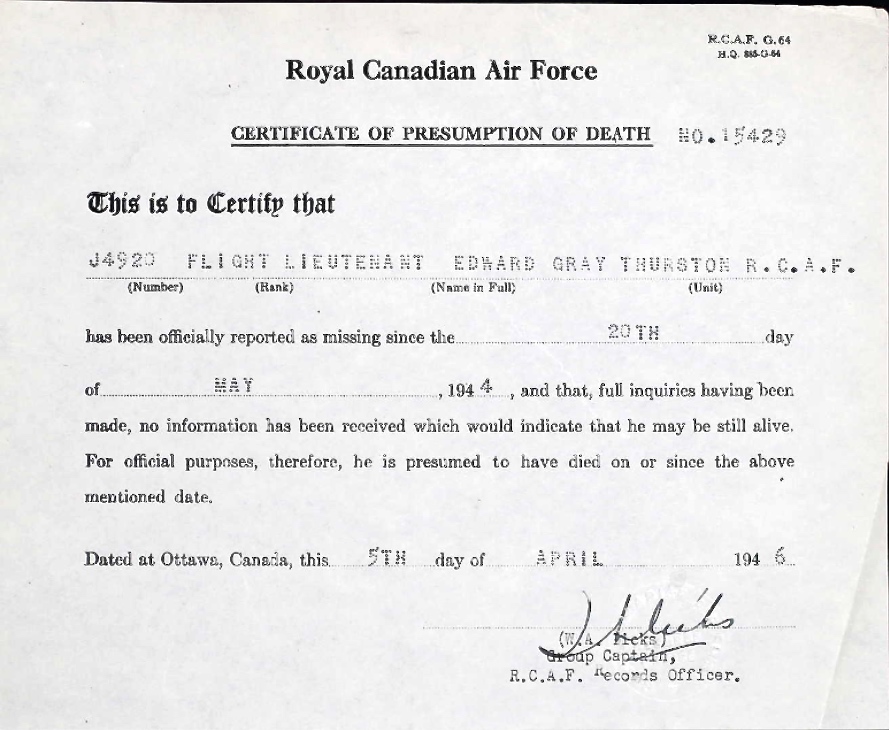 R.C.A.F. G. 64
H.Q. 885-G-64
Royal Canadian Air Force
CERTIFICATE OF PRESUMPTION OF DEATH NO.15429
This is to Certify that
J4920 FLIGHT LIEUTENANT EDWARD GRAY THURSTON R.C.A.F.
(Number) (Rank) (Name in Full) (Unit)
has been officially reported as missing since the 20TH day
of MAY , 1944 , and that, full inquiries having been
made, no information has been received which would indicate that he may be still alive.
For official purposes, therefore, he is presumed to have died on or since the above
mentioned date.
Dated at Ottawa, Canada, this 5TH day of APRIL 1946
(W.A. Hicks)
Group Captain,
R.C.A.F. Records Officer.